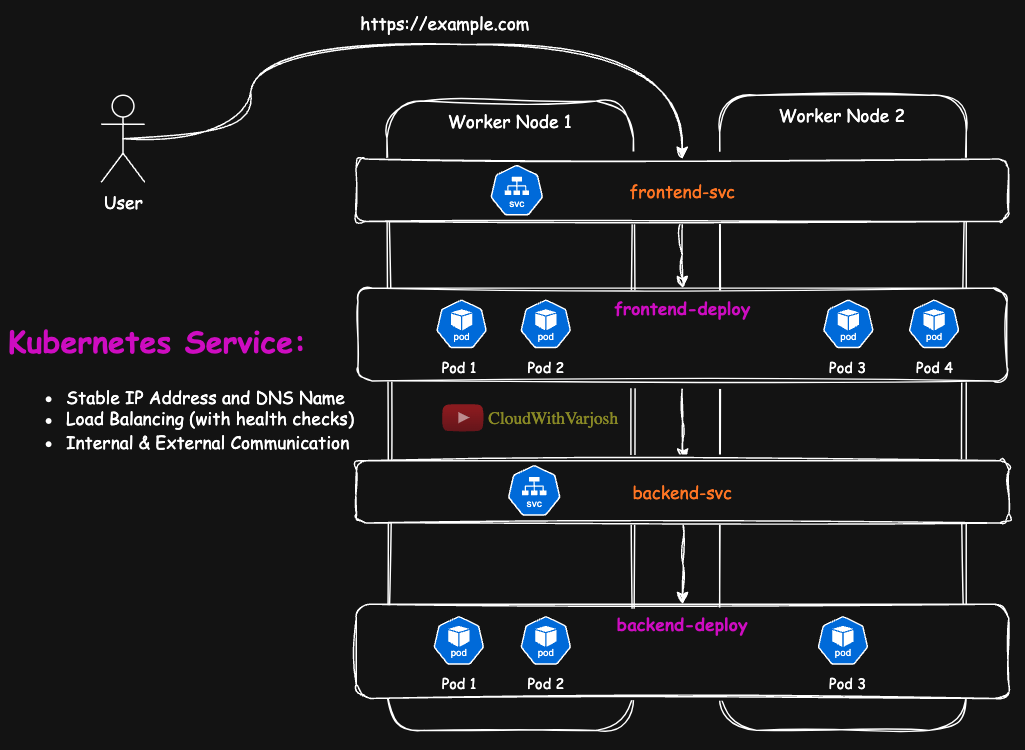 https://example.com
Worker Node 1
Worker Node 2
User
svc
frontend-svc
frontend-deploy
pod
pod
pod
pod
Pod 1
Pod 2
Pod 3
Pod 4
Kubernetes Service:
• Stable IP Address and DNS Name
• Load Balancing (with health checks)
• Internal & External Communication
CloudWithVarjosh
svc
backend-svc
backend-deploy
pod
pod
pod
Pod 1
Pod 2
Pod 3